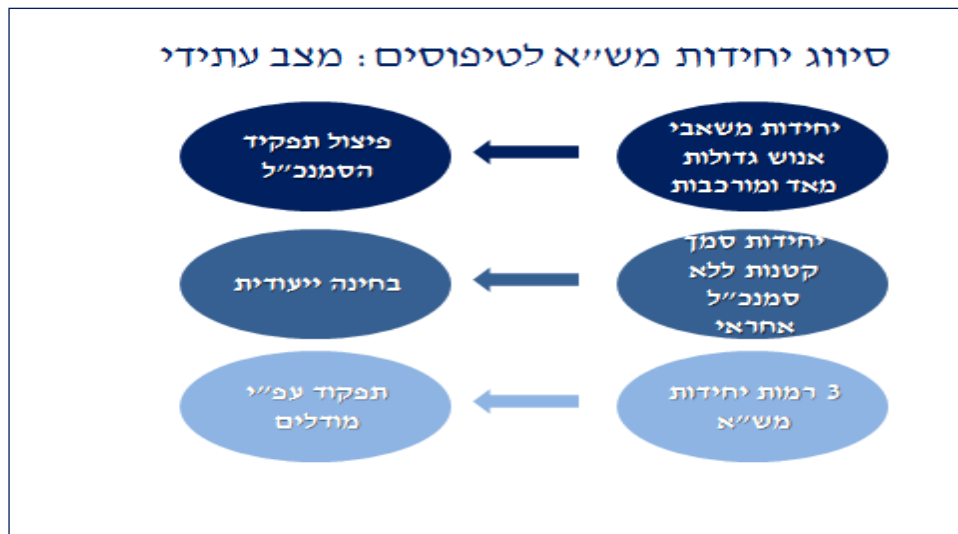 סיווג יחידות מש״א לטיפוסים: מצב עתידי
יחידות משאבי
אנוש גדולות
מאד ומורכבות
פיצול תפקיד
הסמנכ״ל
יחידות סמך
קטנות ללא
סמנכ״ל
אחראי
בחינה ייעודית
3 רמות יחידות
מש״א
תפקוד עפ״י
מודלים